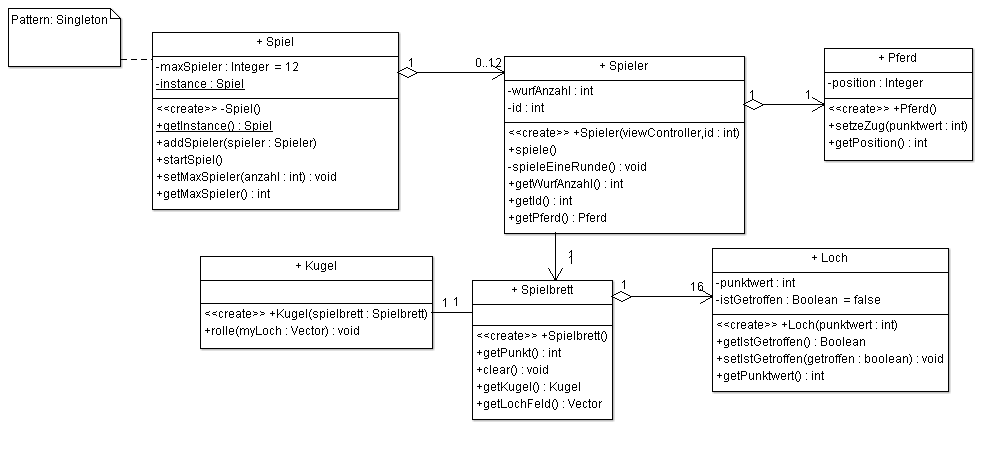 Pattern: Singleton
+ Spiel
-maxSpieler : Integer = 12
-instance : Spiel
<<create>> -Spiel()
+getInstance() : Spiel
+addSpieler(spieler : Spieler)
+startSpiel()
+setMaxSpieler(anzahl : int) : void
+getMaxSpieler() : int
1
0..12
+ Spieler
-wurfAnzahl : int
-id : int
<<create>> +Spieler(viewController,id : int)
+spiele()
-spieleEineRunde() : void
+getWurfAnzahl() : int
+getId() : int
+getPferd() : Pferd
1
1
+ Pferd
-position : Integer
<<create>> +Pferd()
+setzeZug(punktwert : int)
+getPosition() : int
1
1
+ Kugel
<<create>> +Kugel(spielbrett : Spielbrett)
+rolle(myLoch : Vector) : void
1 1
+ Spielbrett
<<create>> +Spielbrett()
+getPunkt() : int
+clear() : void
+getKugel() : Kugel
+getLochFeld() : Vector
1
16
+ Loch
-punktwert : int
-istGetroffen : Boolean = false
<<create>> +Loch(punktwert : int)
+getIstGetroffen() : Boolean
+setIstGetroffen(getroffen : boolean) : void
+getPunktwert() : int